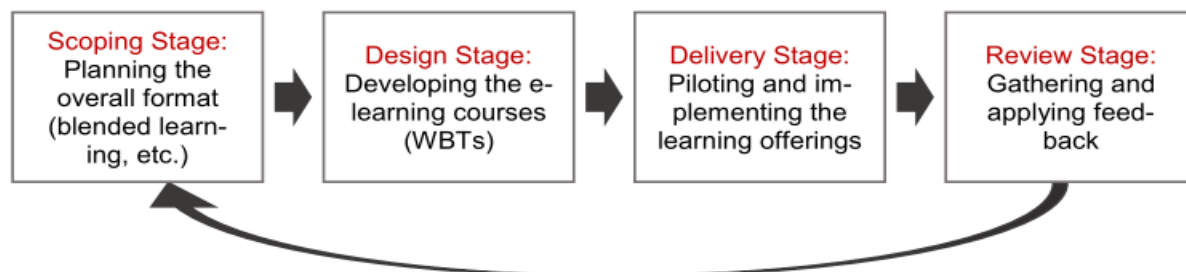 Scoping Stage:
Planning the
overall format
(blended learn-
ing, etc.)
Design Stage:
Developing the e-
learning courses
(WBTs)
Delivery Stage:
Piloting and im-
plementing the
learning offerings
Review Stage:
Gathering and
applying feed-
back